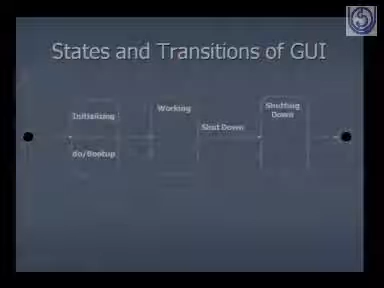 States and Transitions of GUI
Initializing
do/Bootup
Working
Shut Down
Shutting
Down